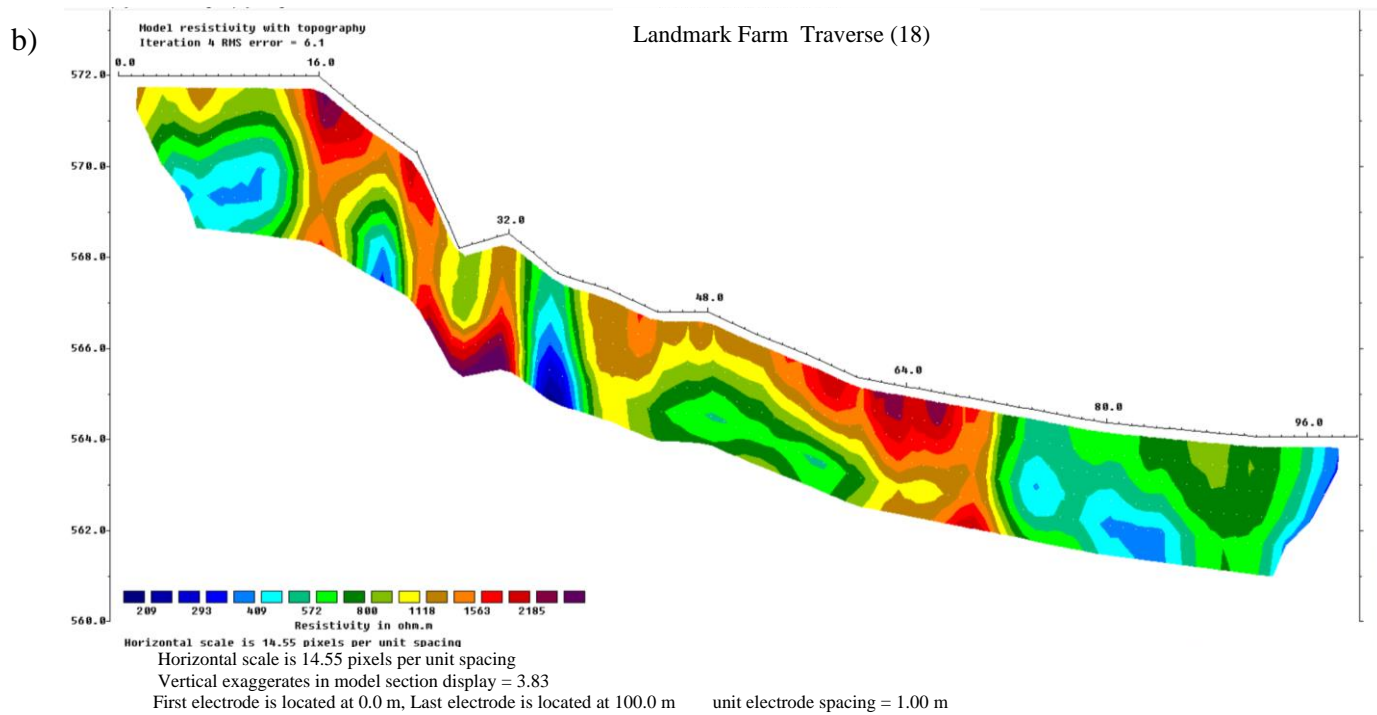 b)
Landmark Farm Traverse (18)
Model resistivity with topography
Iteration 4 RMS error = 6.1
0.0 16.0
572.0
570.0
32.0
568.0
48.0
566.0
64.0
80.0
564.0
96.0
562.0
209 293 409 572 800 1118 1563 2185
560.0
Resistivity in ohm.m
Horizontal scale is 14.55 pixels per unit spacing
Horizontal scale is 14.55 pixels per unit spacing
Vertical exaggerates in model section display = 3.83
First electrode is located at 0.0 m, Last electrode is located at 100.0 m unit electrode spacing = 1.00 m